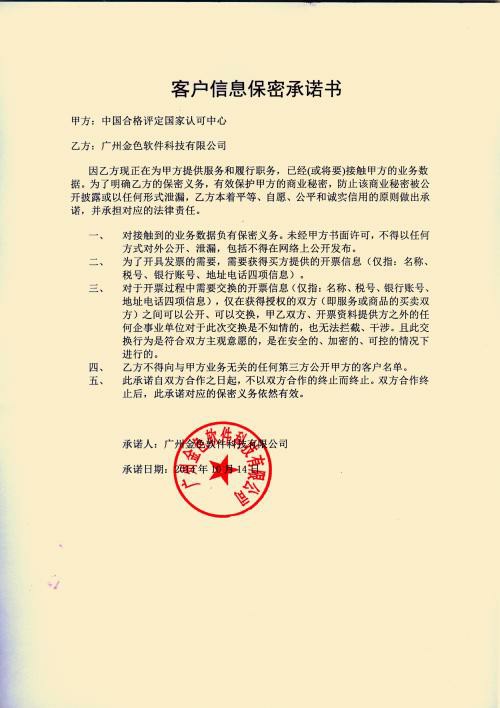 客户信息保密承诺书
甲方：中国合格评定国家认可中心
乙方：广州金色软件科技有限公司
因乙方现正在为甲方提供服务和履行职务，已经(或将要)接触甲方的业务数
据。为了明确乙方的保密义务，有效保护甲方的商业秘密，防止该商业秘密被公
开披露或以任何形式泄漏，乙方本着平等、自愿、公平和诚实信用的原则做出承
诺，并承担对应的法律责任。
一、 对接触到的业务数据负有保密义务。未经甲方书面许可，不得以任何
方式对外公开、泄漏，包括不得在网络上公开发布。
二、 为了开具发票的需要，需要获得买方提供的开票信息（仅指：名称、
税号、银行账号、地址电话四项信息）。
三、 对于开票过程中需要交换的开票信息（仅指：名称、税号、银行账号、
地址电话四项信息），仅在获得授权的双方（即服务或商品的买卖双
方）之间可以公开、可以交换，甲乙双方、开票资料提供方之外的任
何企事业单位对于此次交换是不知情的，也无法拦截、干涉。且此交
换行为是符合双方主观意愿的，是在安全的、加密的、可控的情况下
进行的。
四、 乙方不得向与甲方业务无关的任何第三方公开甲方的客户名单。
五、 此承诺自双方合作之日起，不以双方合作的终止而终止。双方合作终
止后，此承诺对应的保密义务依然有效。
承诺人：广州金色软件科技有限公司
承诺日期：年 月 14 日
广州金色软件科技有限公司